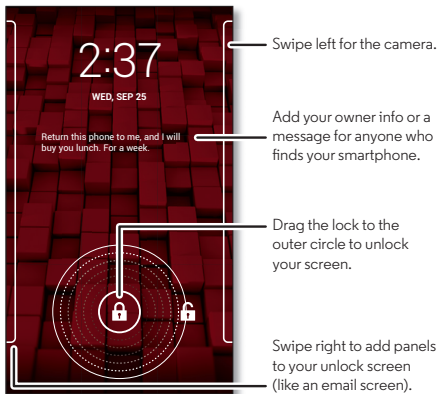 2:37
WED, SEP 25
Return this phone to me, and I will
buy you lunch. For a week.
Swipe left for the camera.
Add your owner info or a
message for anyone who
finds your smartphone.
Drag the lock to the
outer circle to unlock
your screen.
Swipe right to add panels
to your unlock screen
(like an email screen).